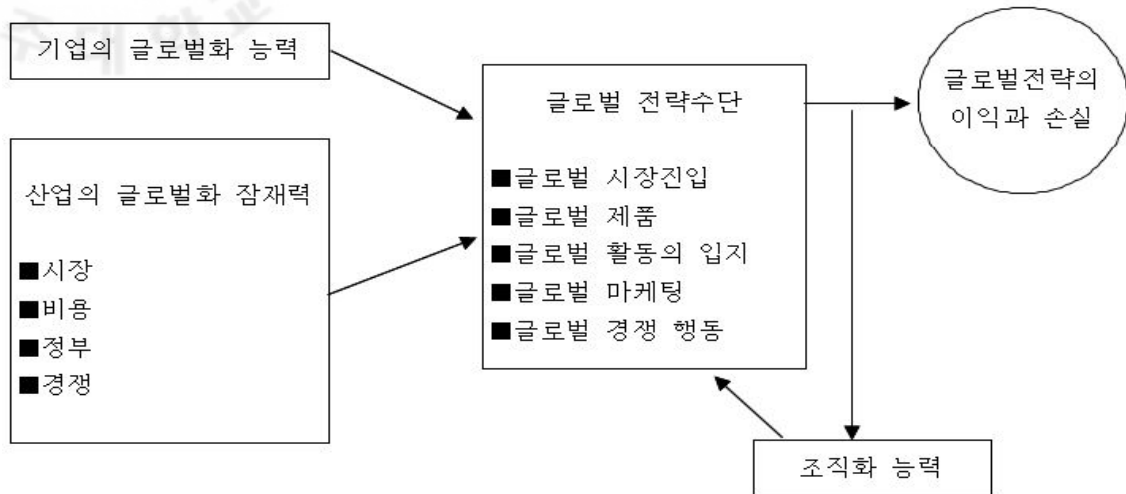 기업의 글로벌화 능력
산업의 글로벌화 잠재력
■시장
■비용
■정부
■경쟁
글로벌 전략수단
■글로벌 시장진입
■글로벌 제품
■글로벌 활동의 입지
■글로벌 마케팅
■글로벌 경쟁 행동
글로벌전략의
이익과 손실
조직화 능력